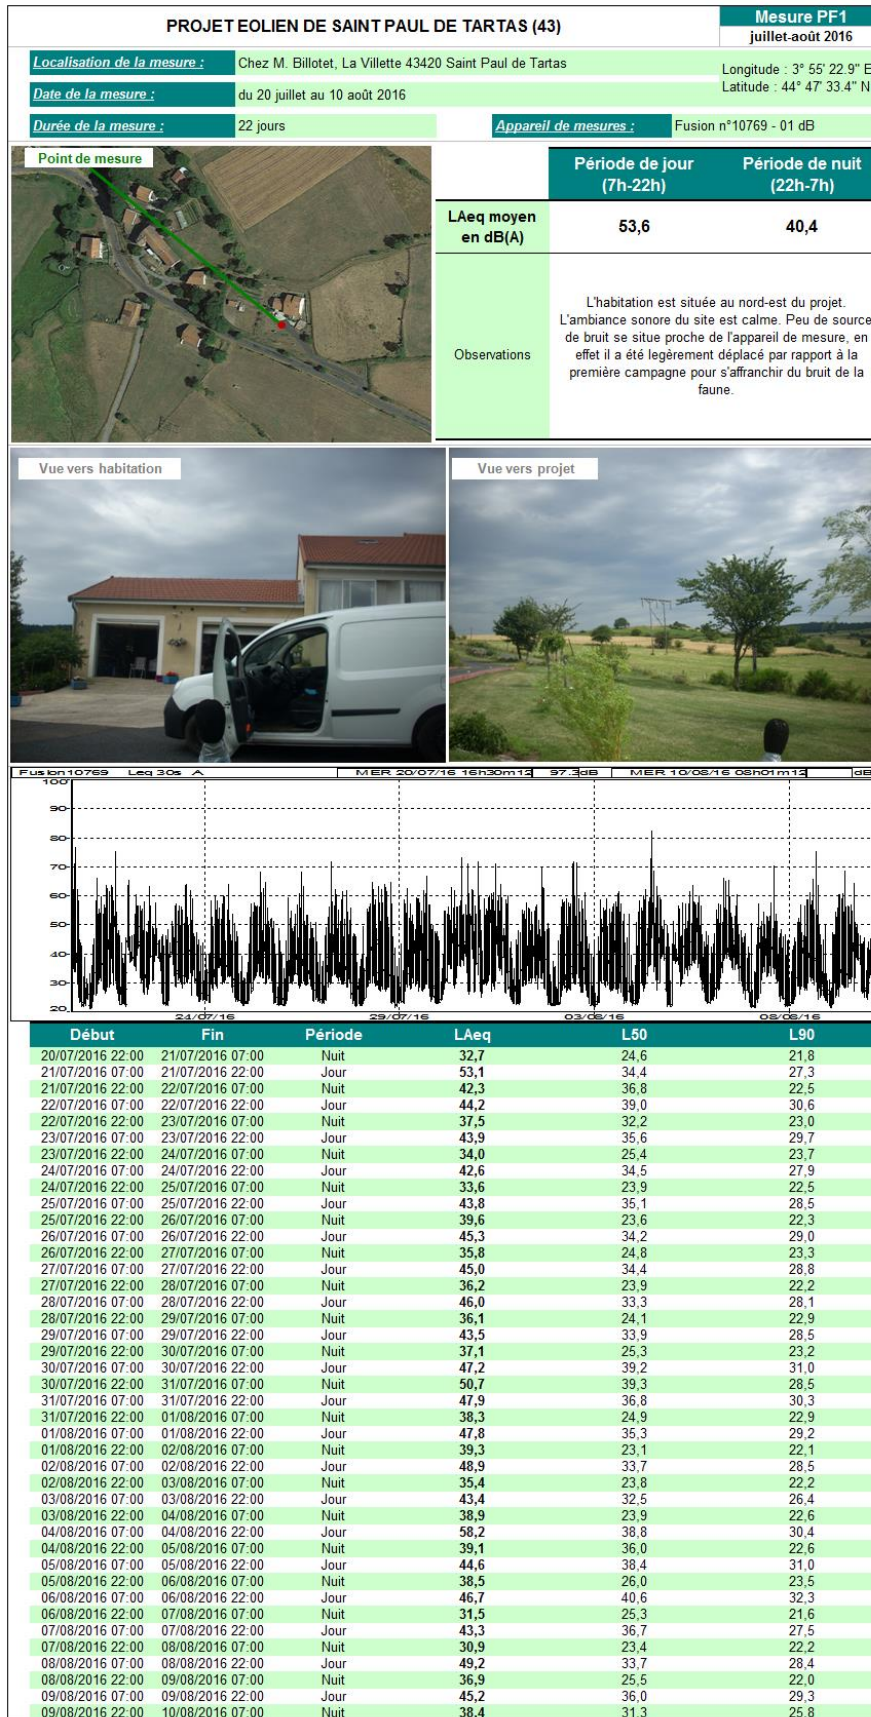 PROJET EOLIEN DE SAINT PAUL DE TARTAS (43)
Mesure PF1
juillet-août 2016
Localisation de la mesure :
Chez M. Billotet, La Villette 43420 Saint Paul de Tartas
Longitude : 3° 55' 22.9" E
Latitude : 44° 47' 33.4" N
Date de la mesure :
du 20 juillet au 10 août 2016
Durée de la mesure :
22 jours
Appareil de mesures :
Fusion n°10769 - 01 dB
Point de mesure
Période de jour
(7h-22h)
Période de nuit
(22h-7h)
LAeq moyen
en dB(A)
53,6
40,4
Observations
L'habitation est située au nord-est du projet.
L'ambiance sonore du site est calme. Peu de source
de bruit se situe proche de l'appareil de mesure, en
effet il a été legèrement déplacé par rapport à la
première campagne pour s'affranchir du bruit de la
faune.
Vue vers habitation
Vue vers projet
Fusion10769 Leq 30s A MER 20/07/16 16h30m12 97.3dB MER 10/08/16 08h01m12 dB
100
90
80
70
60
50
40
30
20
24/07/16 29/07/16 03/08/16 08/08/16
Début Fin Période LAeq L50 L90
20/07/2016 22:00 21/07/2016 07:00 Nuit 32,7 24,6 21,8
21/07/2016 07:00 21/07/2016 22:00 Jour 53,1 34,4 27,3
21/07/2016 22:00 22/07/2016 07:00 Nuit 42,3 36,8 22,5
22/07/2016 07:00 22/07/2016 22:00 Jour 44,2 39,0 30,6
22/07/2016 22:00 23/07/2016 07:00 Nuit 37,5 32,2 23,0
23/07/2016 07:00 23/07/2016 22:00 Jour 43,9 35,6 29,7
23/07/2016 22:00 24/07/2016 07:00 Nuit 34,0 25,4 23,7
24/07/2016 07:00 24/07/2016 22:00 Jour 42,6 34,5 27,9
24/07/2016 22:00 25/07/2016 07:00 Nuit 33,6 23,9 22,5
25/07/2016 07:00 25/07/2016 22:00 Jour 43,8 35,1 28,5
25/07/2016 22:00 26/07/2016 07:00 Nuit 39,6 23,6 22,3
26/07/2016 07:00 26/07/2016 22:00 Jour 45,3 34,2 29,0
26/07/2016 22:00 27/07/2016 07:00 Nuit 35,8 24,8 23,3
27/07/2016 07:00 27/07/2016 22:00 Jour 45,0 34,4 28,8
27/07/2016 22:00 28/07/2016 07:00 Nuit 36,2 23,9 22,2
28/07/2016 07:00 28/07/2016 22:00 Jour 46,0 33,3 28,1
28/07/2016 22:00 29/07/2016 07:00 Nuit 36,1 24,1 22,9
29/07/2016 07:00 29/07/2016 22:00 Jour 43,5 33,9 28,5
29/07/2016 22:00 30/07/2016 07:00 Nuit 37,1 25,3 23,2
30/07/2016 07:00 30/07/2016 22:00 Jour 47,2 39,2 31,0
30/07/2016 22:00 31/07/2016 07:00 Nuit 50,7 39,3 28,5
31/07/2016 07:00 31/07/2016 22:00 Jour 47,9 36,8 30,3
31/07/2016 22:00 01/08/2016 07:00 Nuit 38,3 24,9 22,9
01/08/2016 07:00 01/08/2016 22:00 Jour 47,8 35,3 29,2
01/08/2016 22:00 02/08/2016 07:00 Nuit 39,3 23,1 22,1
02/08/2016 07:00 02/08/2016 22:00 Jour 48,9 33,7 28,5
02/08/2016 22:00 03/08/2016 07:00 Nuit 35,4 23,8 22,2
03/08/2016 07:00 03/08/2016 22:00 Jour 43,4 32,5 26,4
03/08/2016 22:00 04/08/2016 07:00 Nuit 38,9 23,9 22,6
04/08/2016 07:00 04/08/2016 22:00 Jour 58,2 38,8 30,4
04/08/2016 22:00 05/08/2016 07:00 Nuit 39,1 36,0 22,6
05/08/2016 07:00 05/08/2016 22:00 Jour 44,6 38,4 31,0
05/08/2016 22:00 06/08/2016 07:00 Nuit 38,5 26,0 23,5
06/08/2016 07:00 06/08/2016 22:00 Jour 46,7 40,6 32,3
06/08/2016 22:00 07/08/2016 07:00 Nuit 31,5 25,3 21,6
07/08/2016 07:00 07/08/2016 22:00 Jour 43,3 36,7 27,5
07/08/2016 22:00 08/08/2016 07:00 Nuit 30,9 23,4 22,2
08/08/2016 07:00 08/08/2016 22:00 Jour 49,2 33,7 28,4
08/08/2016 22:00 09/08/2016 07:00 Nuit 36,9 25,5 22,0
09/08/2016 07:00 09/08/2016 22:00 Jour 45,2 36,0 29,3
09/08/2016 22:00 10/08/2016 07:00 Nuit 38,4 31,3 25,8